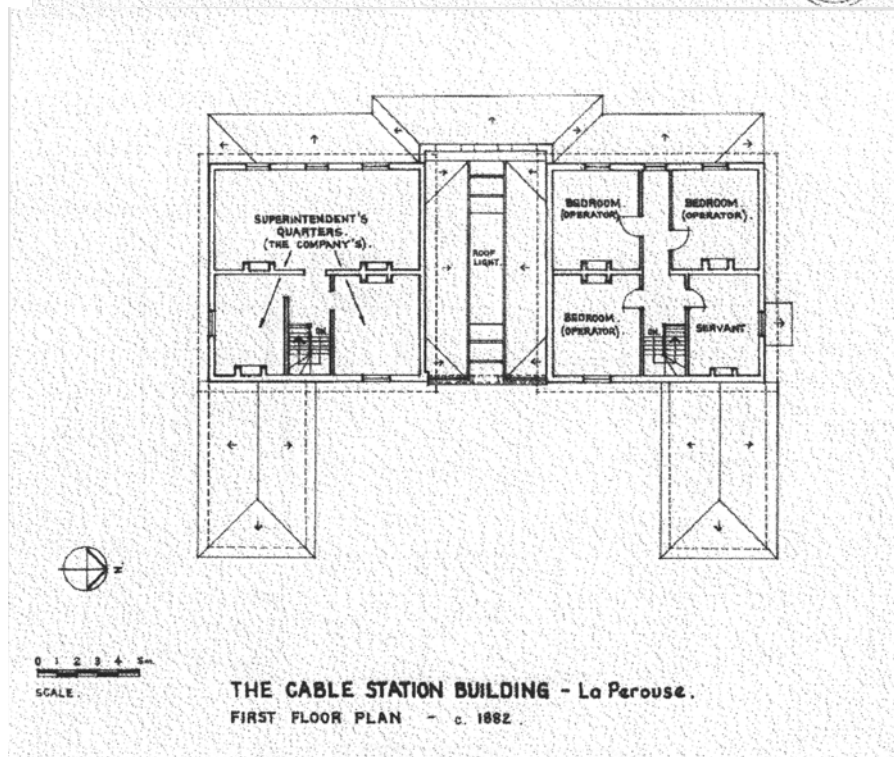 SUPERINTENDENT'S
QUARTERS.
(THE COMPANY'S).
ROOF
LIGHT.
BEDROOM
(OPERATOR)
BEDROOM.
(OPERATOR)
BEDROOM
(OPERATOR)
SERVANT.
DN.
DN.
N
0 1 2 3 4 5m.
SCALE
THE CABLE STATION BUILDING - La Perouse.
FIRST FLOOR PLAN - c. 1882.